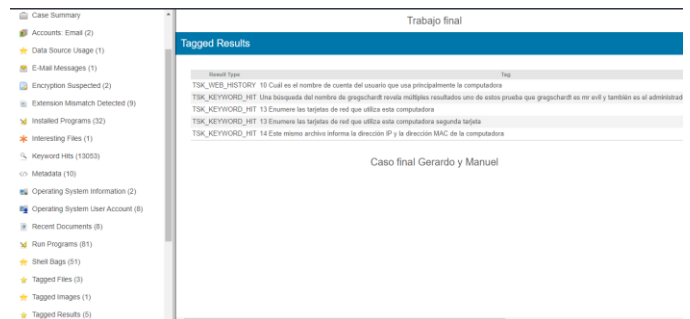 Case Summary
Accounts: Email (2)
Data Source Usage (1)
E-Mail Messages (1)
Encryption Suspected (2)
Extension Mismatch Detected (9)
Installed Programs (32)
Interesting Files (1)
Keyword Hits (13053)
Metadata (10)
Operating System Information (2)
Operating System User Account (8)
Recent Documents (8)
Run Programs (81)
Shell Bags (51)
Tagged Files (3)
Tagged Images (1)
Tagged Results (5)
Trabajo final
Tagged Results
Result Type Tag
TSK_WEB_HISTORY 10 Cuál es el nombre de cuenta del usuario que usa principalmente la computadora
TSK_KEYWORD_HIT Una búsqueda del nombre de gregschardt revela múltiples resultados uno de estos prueba que gregschardt es mr evil y también es el administrad
TSK_KEYWORD_HIT 13 Enumere las tarjetas de red que utiliza esta computadora
TSK_KEYWORD_HIT 13 Enumere las tarjetas de red que utiliza esta computadora segunda tarjeta
TSK_KEYWORD_HIT 14 Este mismo archivo informa la dirección IP y la dirección MAC de la computadora
Caso final Gerardo y Manuel